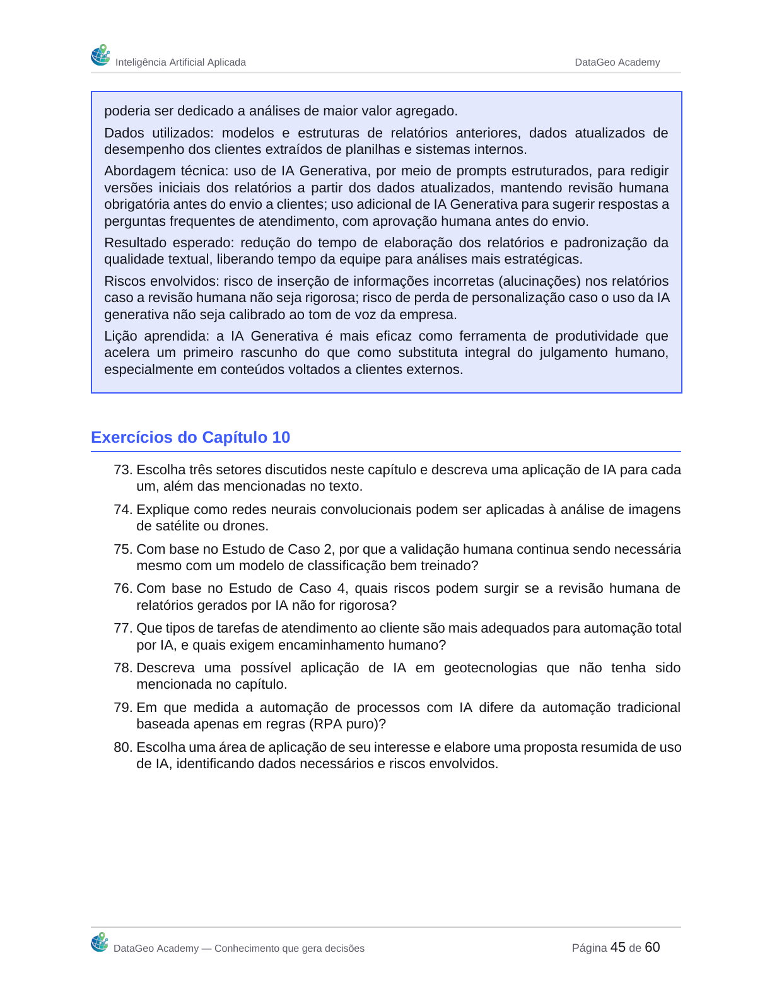 Inteligência Artificial Aplicada DataGeo Academy
poderia ser dedicado a análises de maior valor agregado.
Dados utilizados: modelos e estruturas de relatórios anteriores, dados atualizados de
desempenho dos clientes extraídos de planilhas e sistemas internos.
Abordagem técnica: uso de IA Generativa, por meio de prompts estruturados, para redigir
versões iniciais dos relatórios a partir dos dados atualizados, mantendo revisão humana
obrigatória antes do envio a clientes; uso adicional de IA Generativa para sugerir respostas a
perguntas frequentes de atendimento, com aprovação humana antes do envio.
Resultado esperado: redução do tempo de elaboração dos relatórios e padronização da
qualidade textual, liberando tempo da equipe para análises mais estratégicas.
Riscos envolvidos: risco de inserção de informações incorretas (alucinações) nos relatórios
caso a revisão humana não seja rigorosa; risco de perda de personalização caso o uso da IA
generativa não seja calibrado ao tom de voz da empresa.
Lição aprendida: a IA Generativa é mais eficaz como ferramenta de produtividade que
acelera um primeiro rascunho do que como substituta integral do julgamento humano,
especialmente em conteúdos voltados a clientes externos.
Exercícios do Capítulo 10
73. Escolha três setores discutidos neste capítulo e descreva uma aplicação de IA para cada
um, além das mencionadas no texto.
74. Explique como redes neurais convolucionais podem ser aplicadas à análise de imagens
de satélite ou drones.
75. Com base no Estudo de Caso 2, por que a validação humana continua sendo necessária
mesmo com um modelo de classificação bem treinado?
76. Com base no Estudo de Caso 4, quais riscos podem surgir se a revisão humana de
relatórios gerados por IA não for rigorosa?
77. Que tipos de tarefas de atendimento ao cliente são mais adequados para automação total
por IA, e quais exigem encaminhamento humano?
78. Descreva uma possível aplicação de IA em geotecnologias que não tenha sido
mencionada no capítulo.
79. Em que medida a automação de processos com IA difere da automação tradicional
baseada apenas em regras (RPA puro)?
80. Escolha uma área de aplicação de seu interesse e elabore uma proposta resumida de uso
de IA, identificando dados necessários e riscos envolvidos.
DataGeo Academy — Conhecimento que gera decisões Página 45 de 60